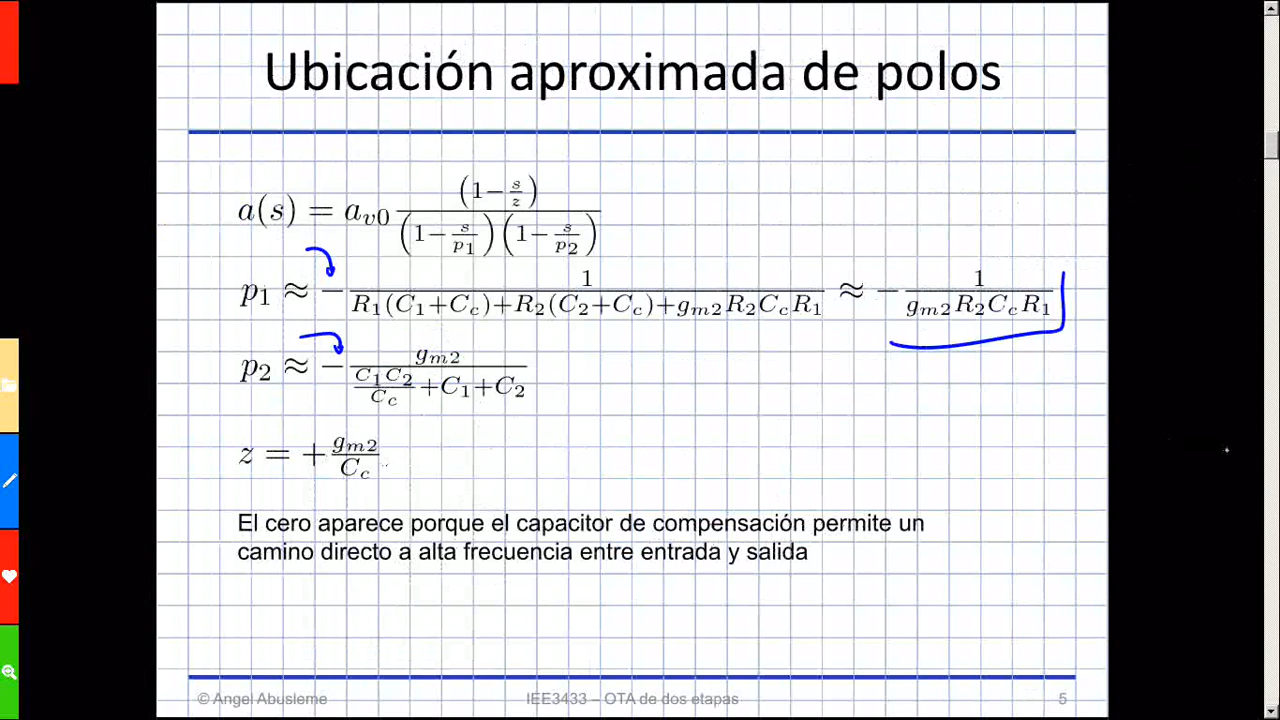 Ubicación aproximada de polos
a(s) = a_{v0} \frac{(1-\frac{s}{z})}{(1-\frac{s}{p_1})(1-\frac{s}{p_2})}
p_1 ≈ -\frac{1}{R_1(C_1+C_c)+R_2(C_2+C_c)+g_{m2}R_2C_cR_1} ≈ -\frac{1}{g_{m2}R_2C_cR_1}
p_2 ≈ -\frac{g_{m2}}{\frac{C_1C_2}{C_c}+C_1+C_2}
z = +\frac{g_{m2}}{C_c}
El cero aparece porque el capacitor de compensación permite un
camino directo a alta frecuencia entre entrada y salida
© Angel Abusleme IEE3433 – OTA de dos etapas 5